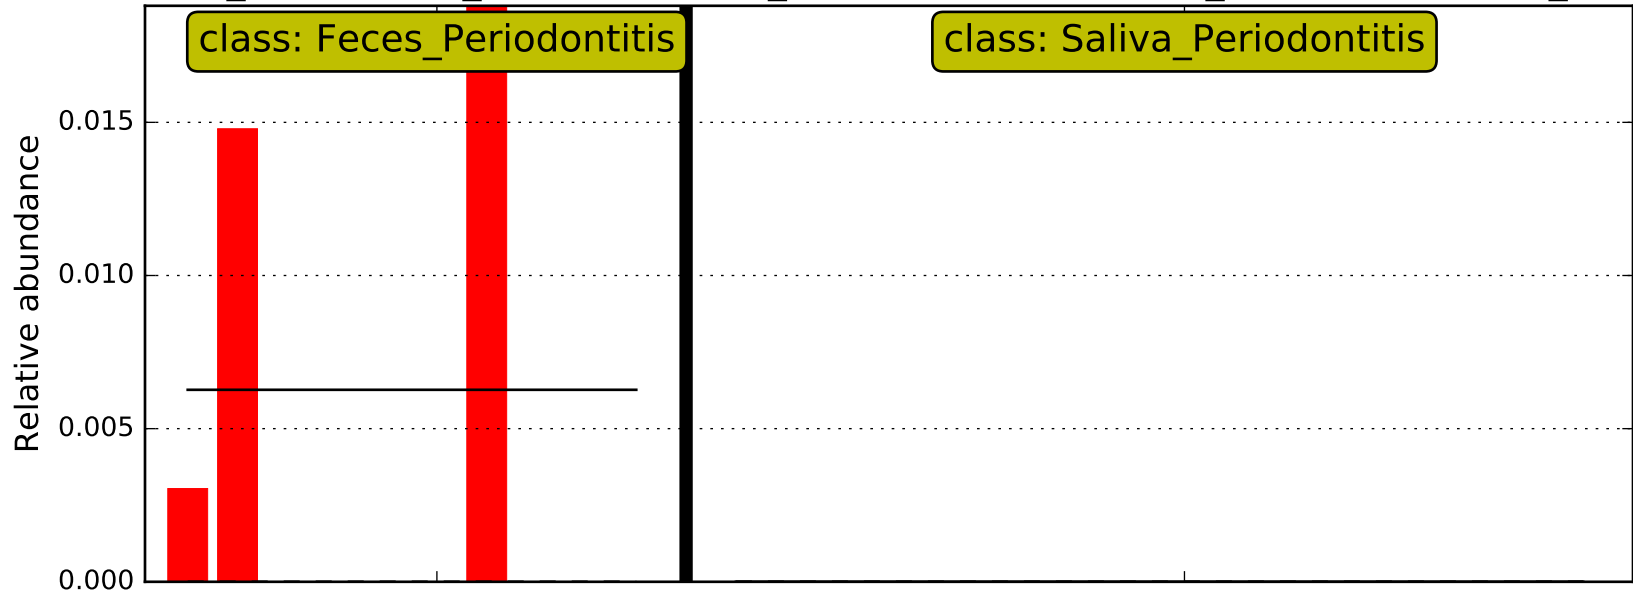 class: Feces_Periodontitis
class: Saliva_Periodontitis
Relative abundance
0.015
0.010
0.005
0.000